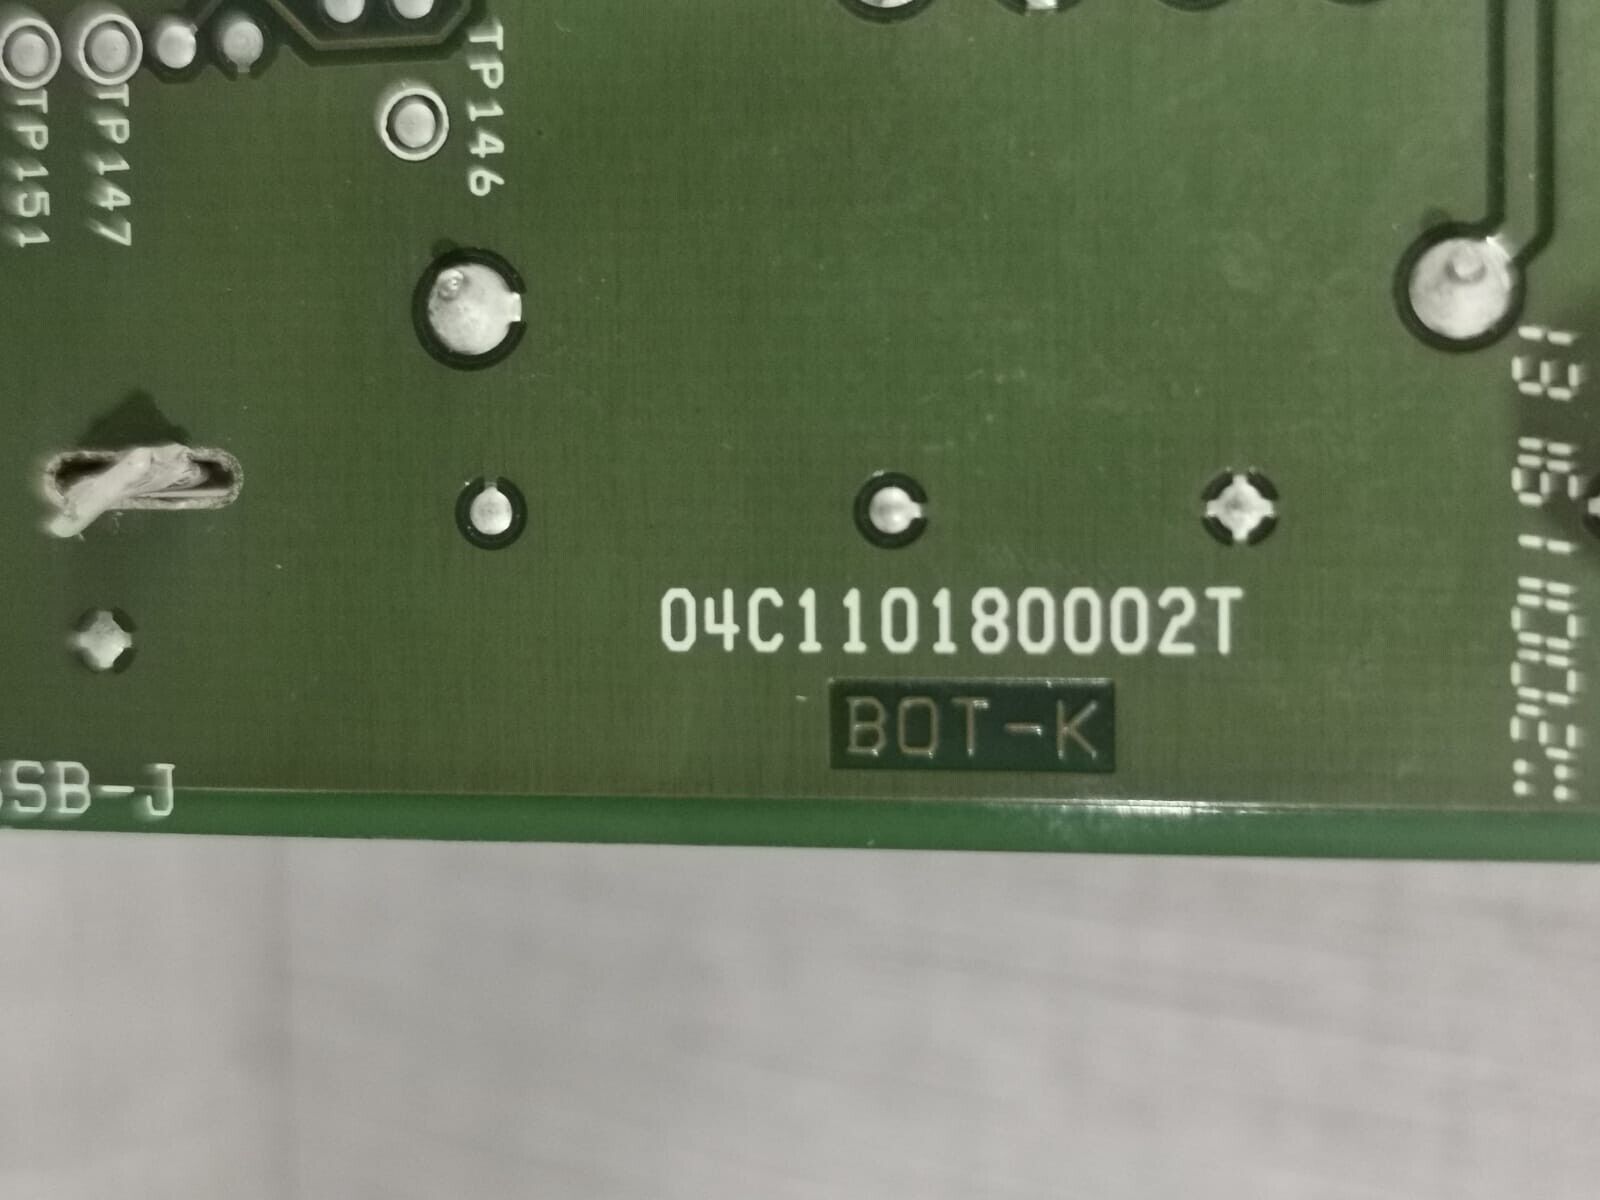 TP151
TP147
TP146
04C110180002T
BOT-K
SB-J